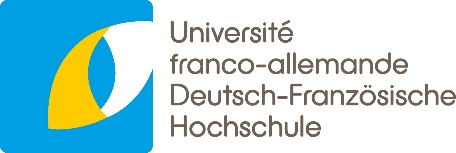 Université
franco-allemande
Deutsch-Französische
Hochschule